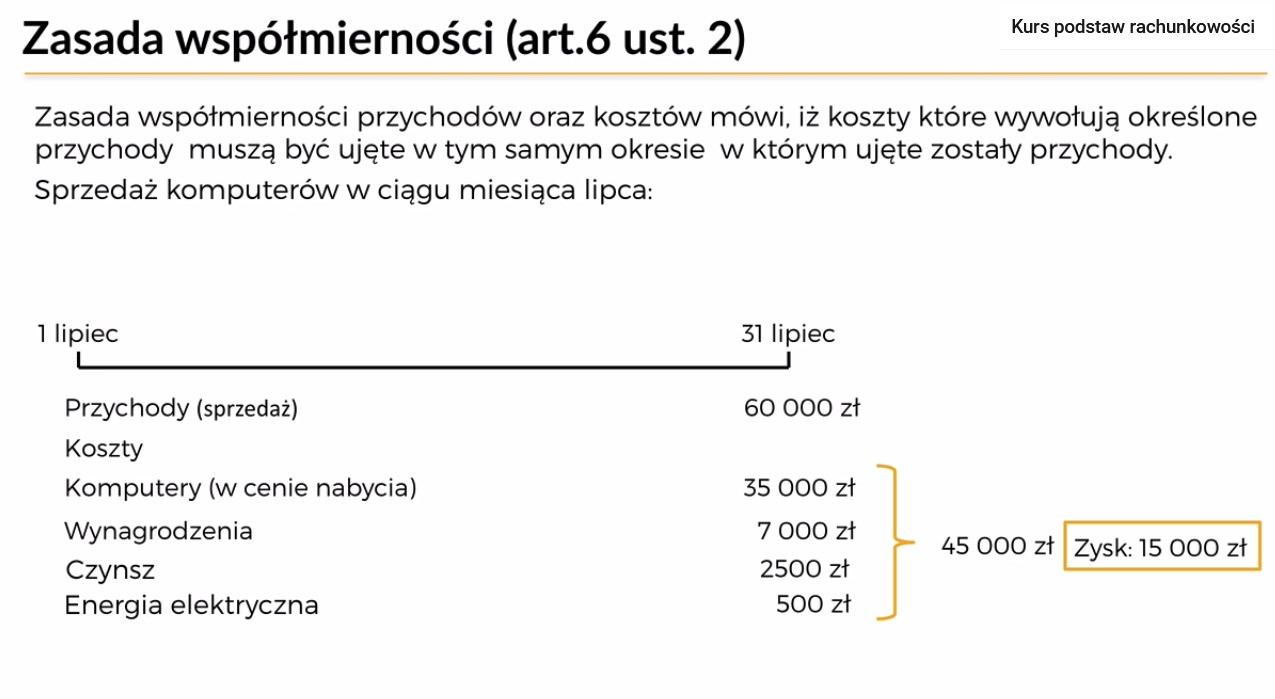 Zasada współmierności (art.6 ust. 2)
Kurs podstaw rachunkowości
Zasada współmierności przychodów oraz kosztów mówi, iż koszty które wywołują określone
przychody  muszą być ujęte w tym samym okresie  w którym ujęte zostały przychody.
Sprzedaż komputerów w ciągu miesiąca lipca:
1 lipiec 31 lipiec
Przychody (sprzedaż) 60 000 zł
Koszty
Komputery (w cenie nabycia) 35 000 zł
Wynagrodzenia 7 000 zł
45 000 zł Zysk: 15 000 zł
Czynsz 2500 zł
Energia elektryczna 500 zł